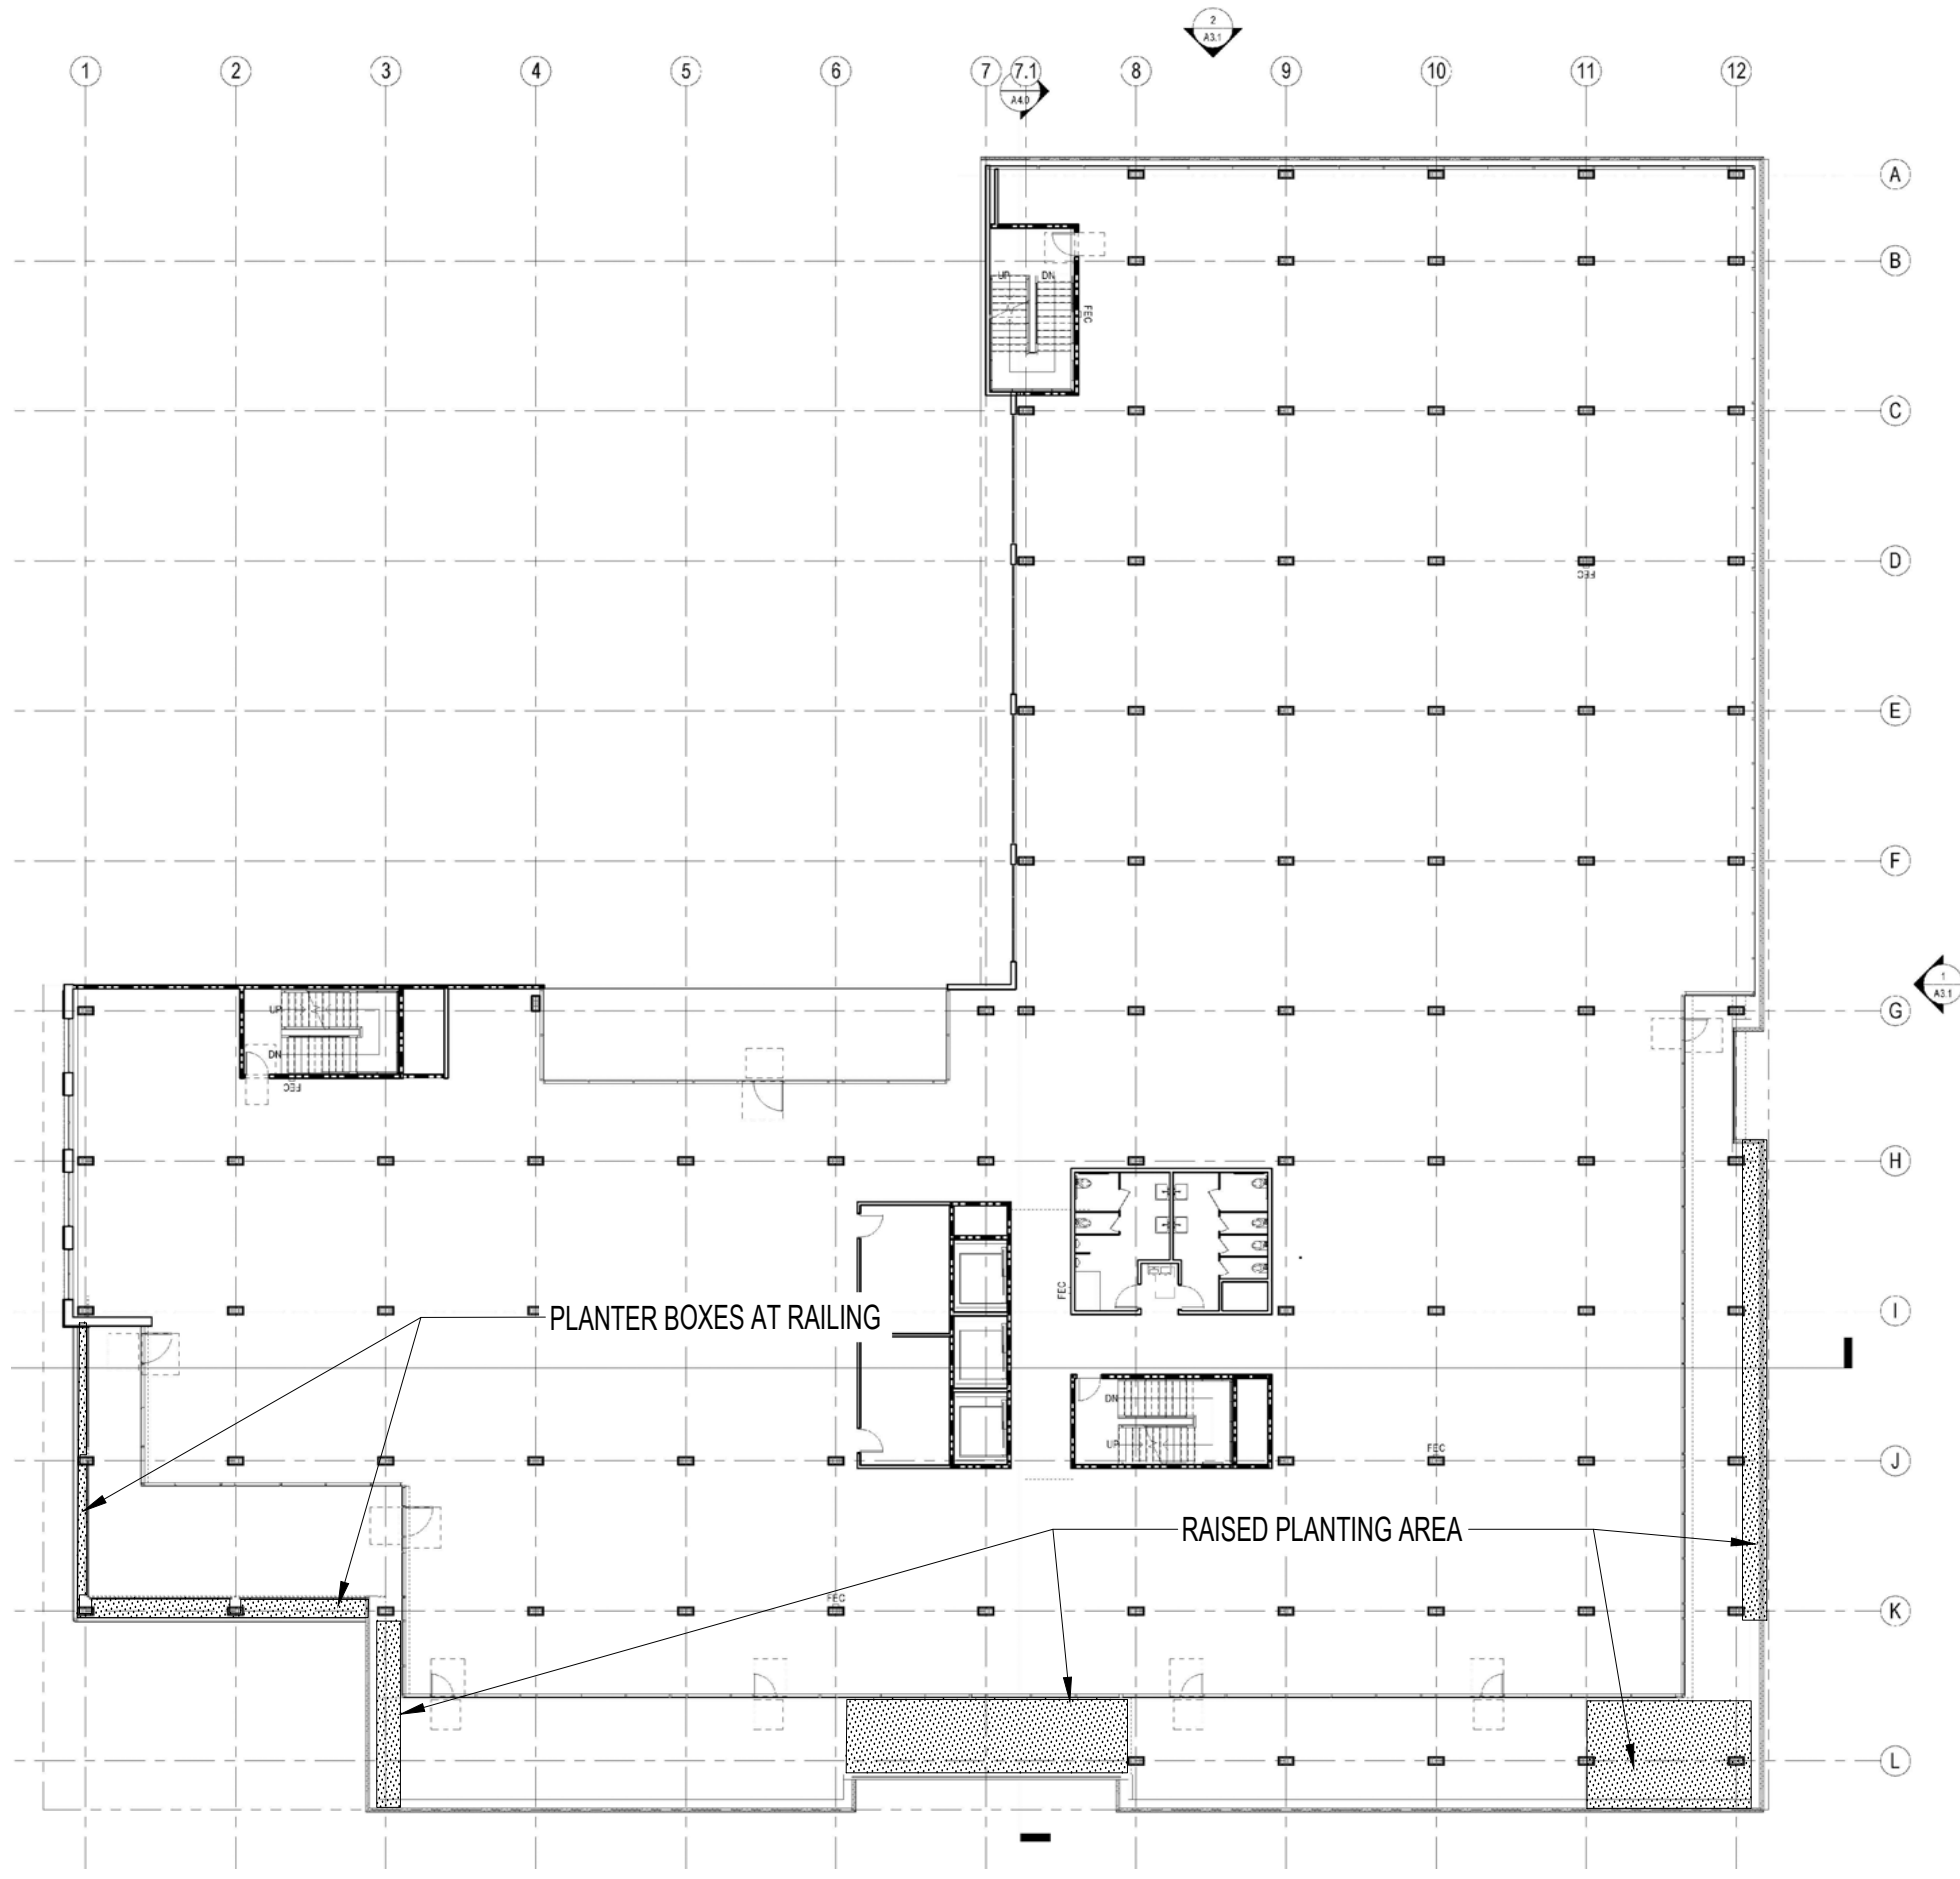 2
A3.1
1 2 3 4 5 6 7 7.1 8 9 10 11 12
A4.0
A
B
UP DN
FEC
C
D
FEC
E
F
1
A3.1
G
UP
DN
FEC
H
FEC
I
PLANTER BOXES AT RAILING
DN
UP
FEC
J
RAISED PLANTING AREA
FEC
K
L